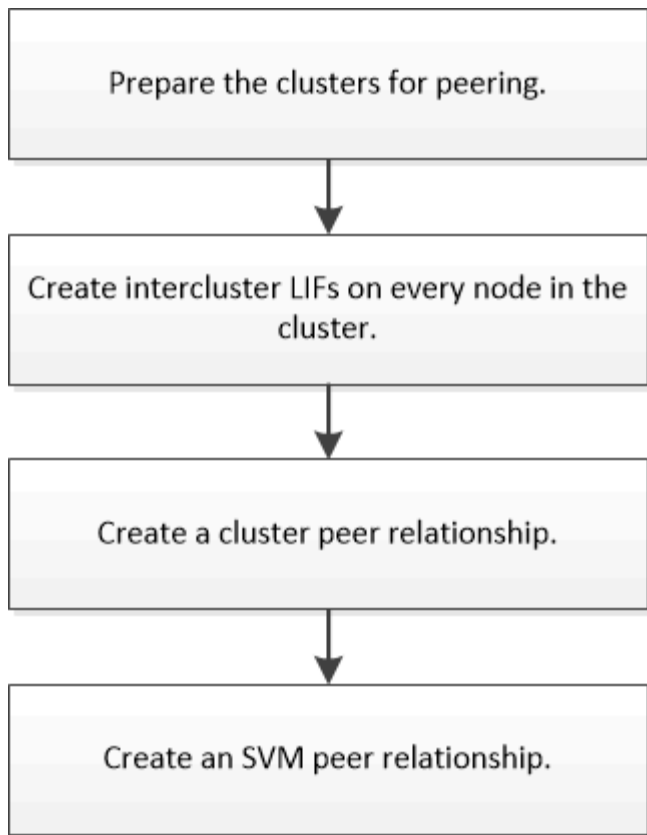 Prepare the clusters for peering.
Create intercluster LIFs on every node in the
cluster.
Create a cluster peer relationship.
Create an SVM peer relationship.